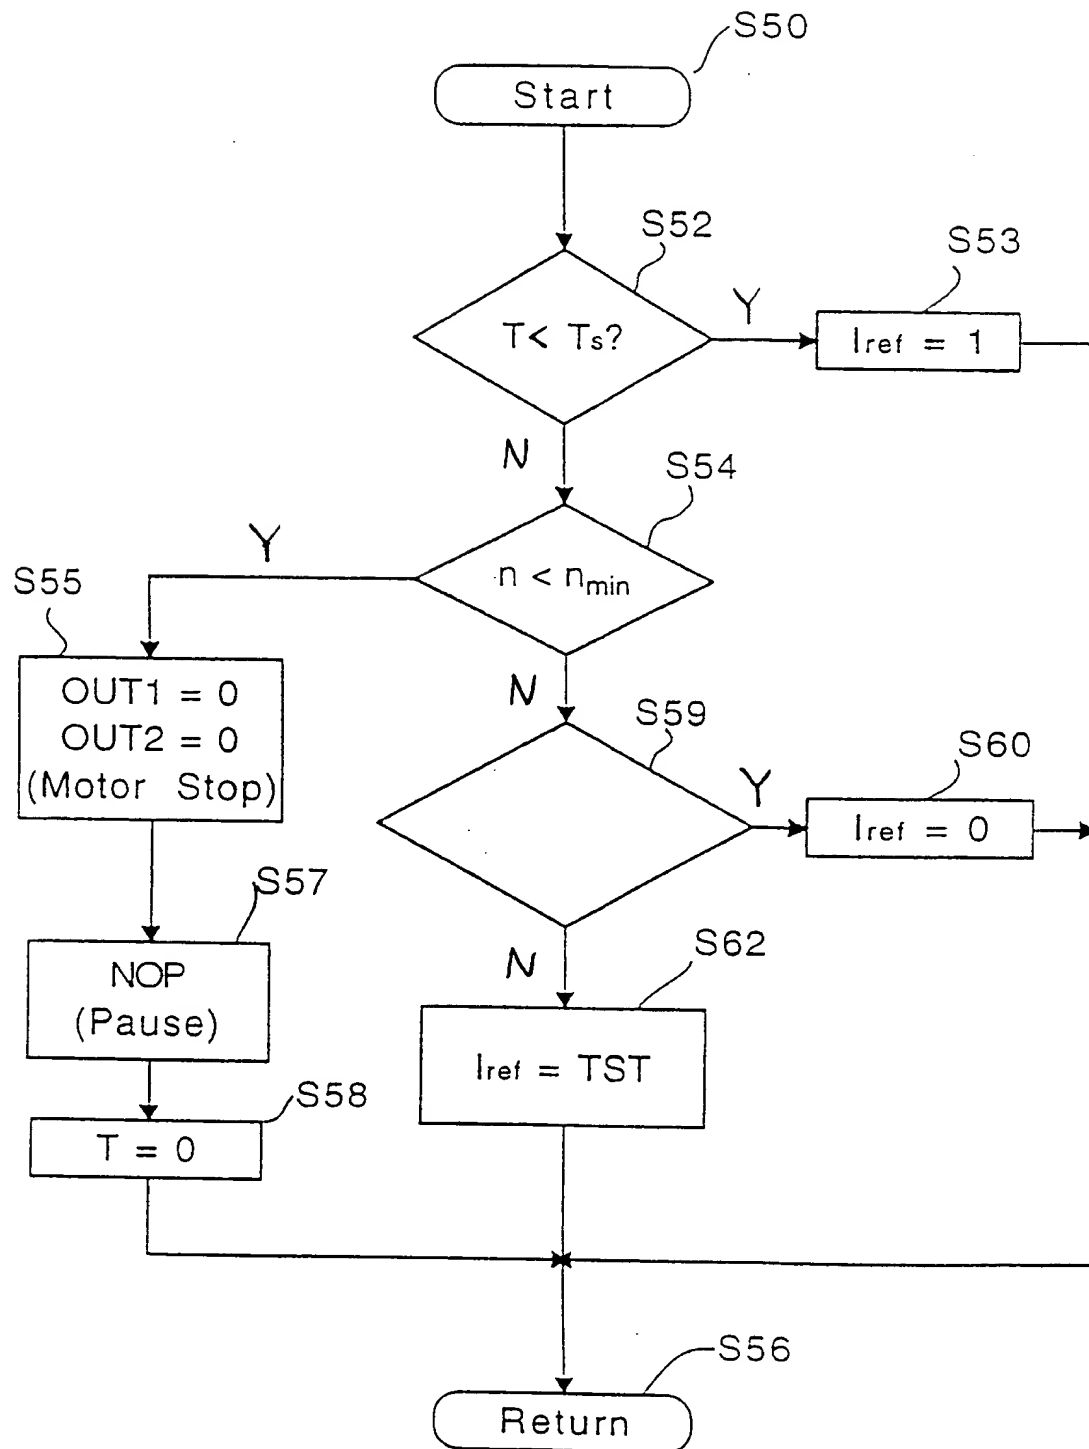 S50
Start
S52
S53
T< Ts?
Y
Iref = 1
N
S54
Y
n < nmin
S55
OUT1 = 0
OUT2 = 0
(Motor Stop)
N
S59
S60
Y
Iref = 0
S57
NOP
(Pause)
N
S62
Iref = TST
S58
T = 0
S56
Return